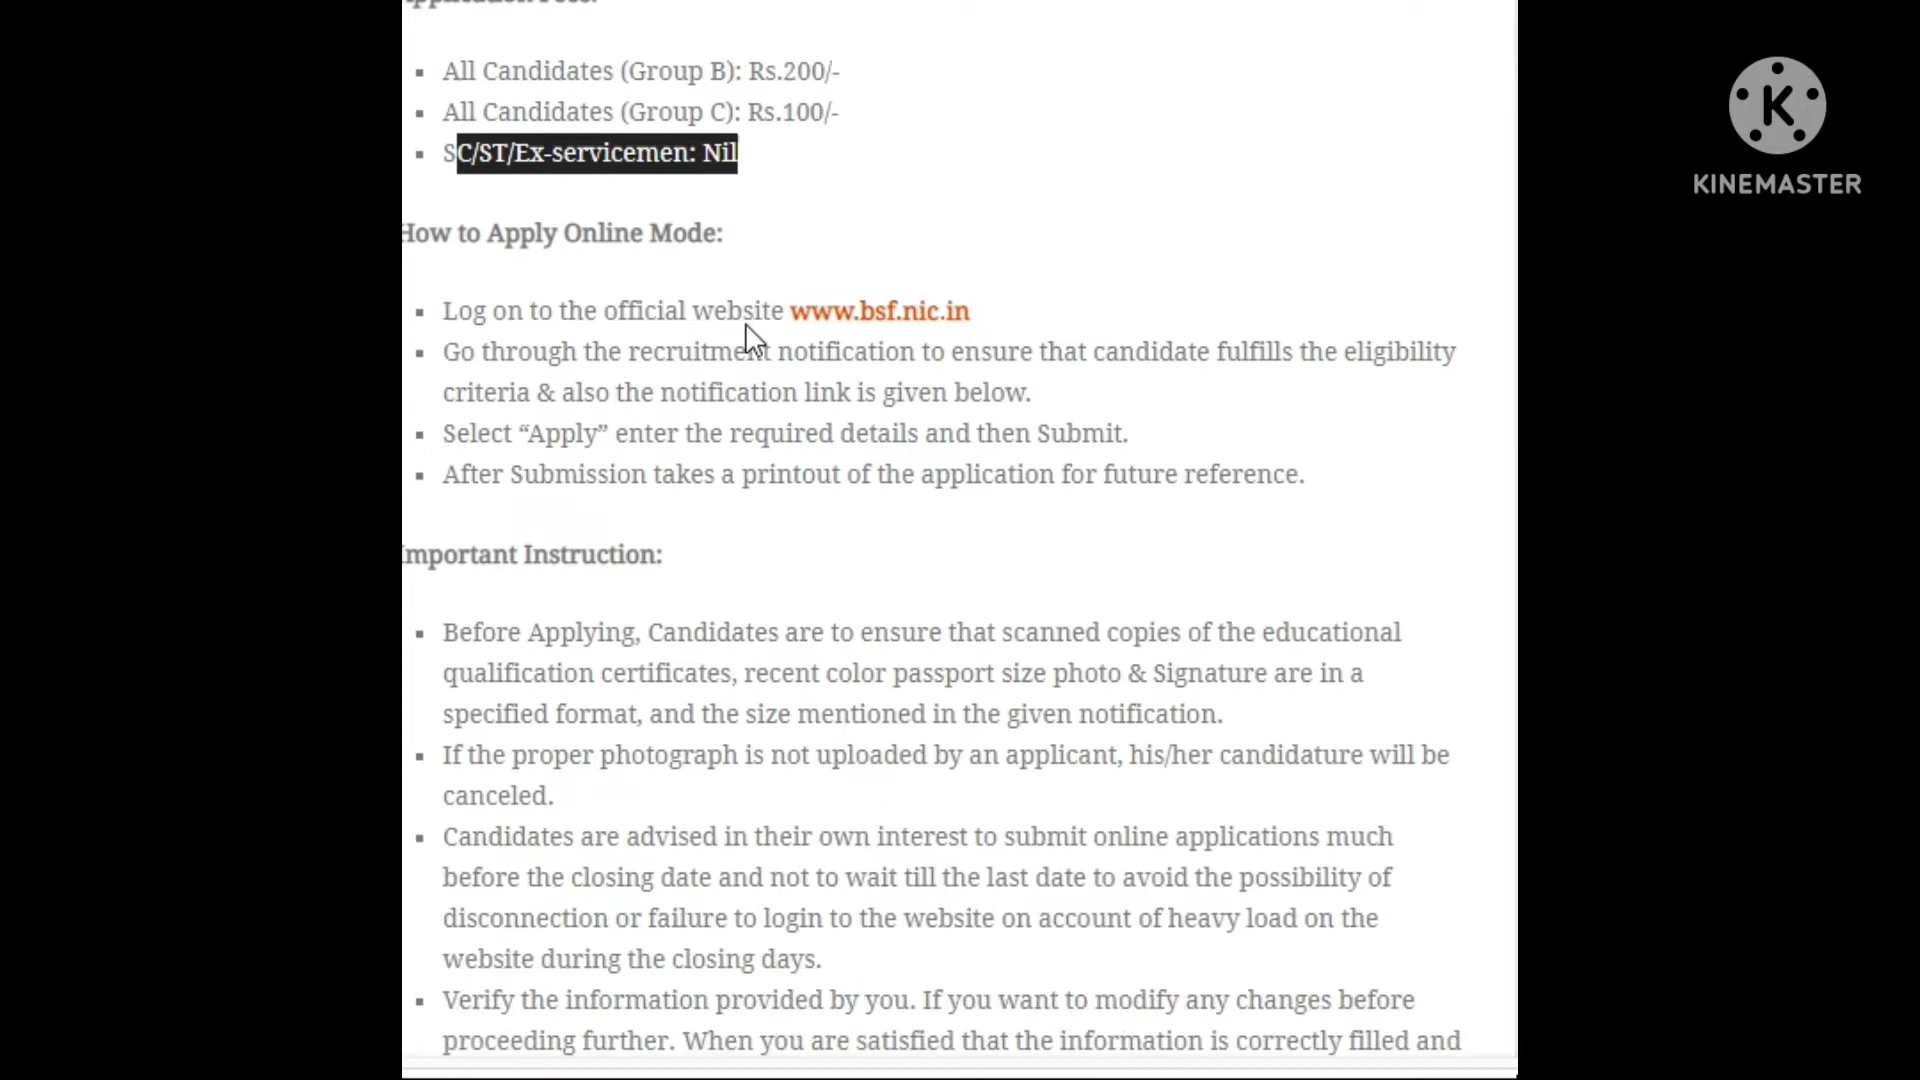 Application Fees:
All Candidates (Group B): Rs.200/-
All Candidates (Group C): Rs.100/-
SC/ST/Ex-servicemen: Nil
How to Apply Online Mode:
Log on to the official website www.bsf.nic.in
Go through the recruitment notification to ensure that candidate fulfills the eligibility
criteria & also the notification link is given below.
Select “Apply” enter the required details and then Submit.
After Submission takes a printout of the application for future reference.
Important Instruction:
Before Applying, Candidates are to ensure that scanned copies of the educational
qualification certificates, recent color passport size photo & Signature are in a
specified format, and the size mentioned in the given notification.
If the proper photograph is not uploaded by an applicant, his/her candidature will be
canceled.
Candidates are advised in their own interest to submit online applications much
before the closing date and not to wait till the last date to avoid the possibility of
disconnection or failure to login to the website on account of heavy load on the
website during the closing days.
Verify the information provided by you. If you want to modify any changes before
proceeding further. When you are satisfied that the information is correctly filled and
K
KINEMASTER